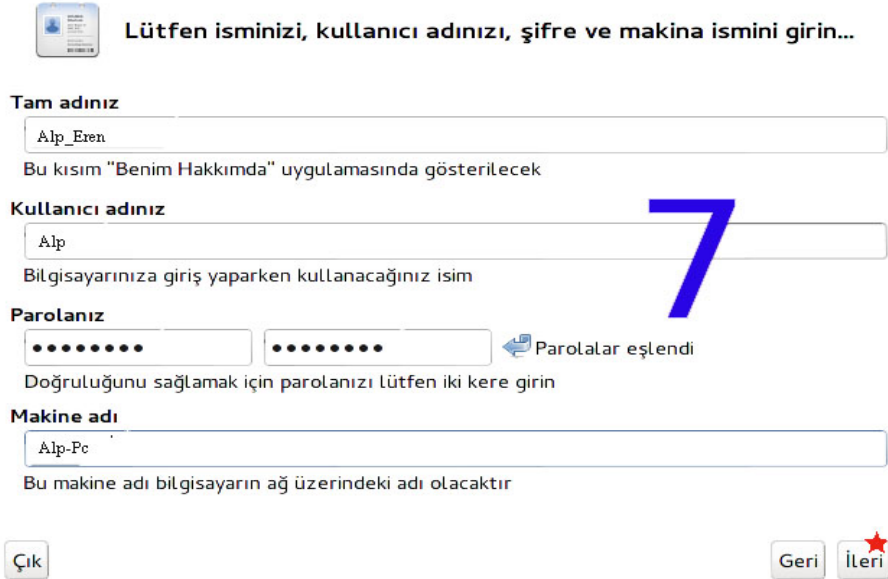 Lütfen isminizi, kullanıcı adınızı, şifre ve makina ismini girin...
Tam adınız
Alp_Eren
Bu kısım "Benim Hakkımda" uygulamasında gösterilecek
Kullanıcı adınız
Alp
Bilgisayarınıza giriş yaparken kullanacağınız isim
7
Parolanız
●●●●●●●● ●●●●●●●● Parolalar eşlendi
Doğruluğunu sağlamak için parolanızı lütfen iki kere girin
Makine adı
Alp-Pc
Bu makine adı bilgisayarın ağ üzerindeki adı olacaktır
Çık Geri İleri